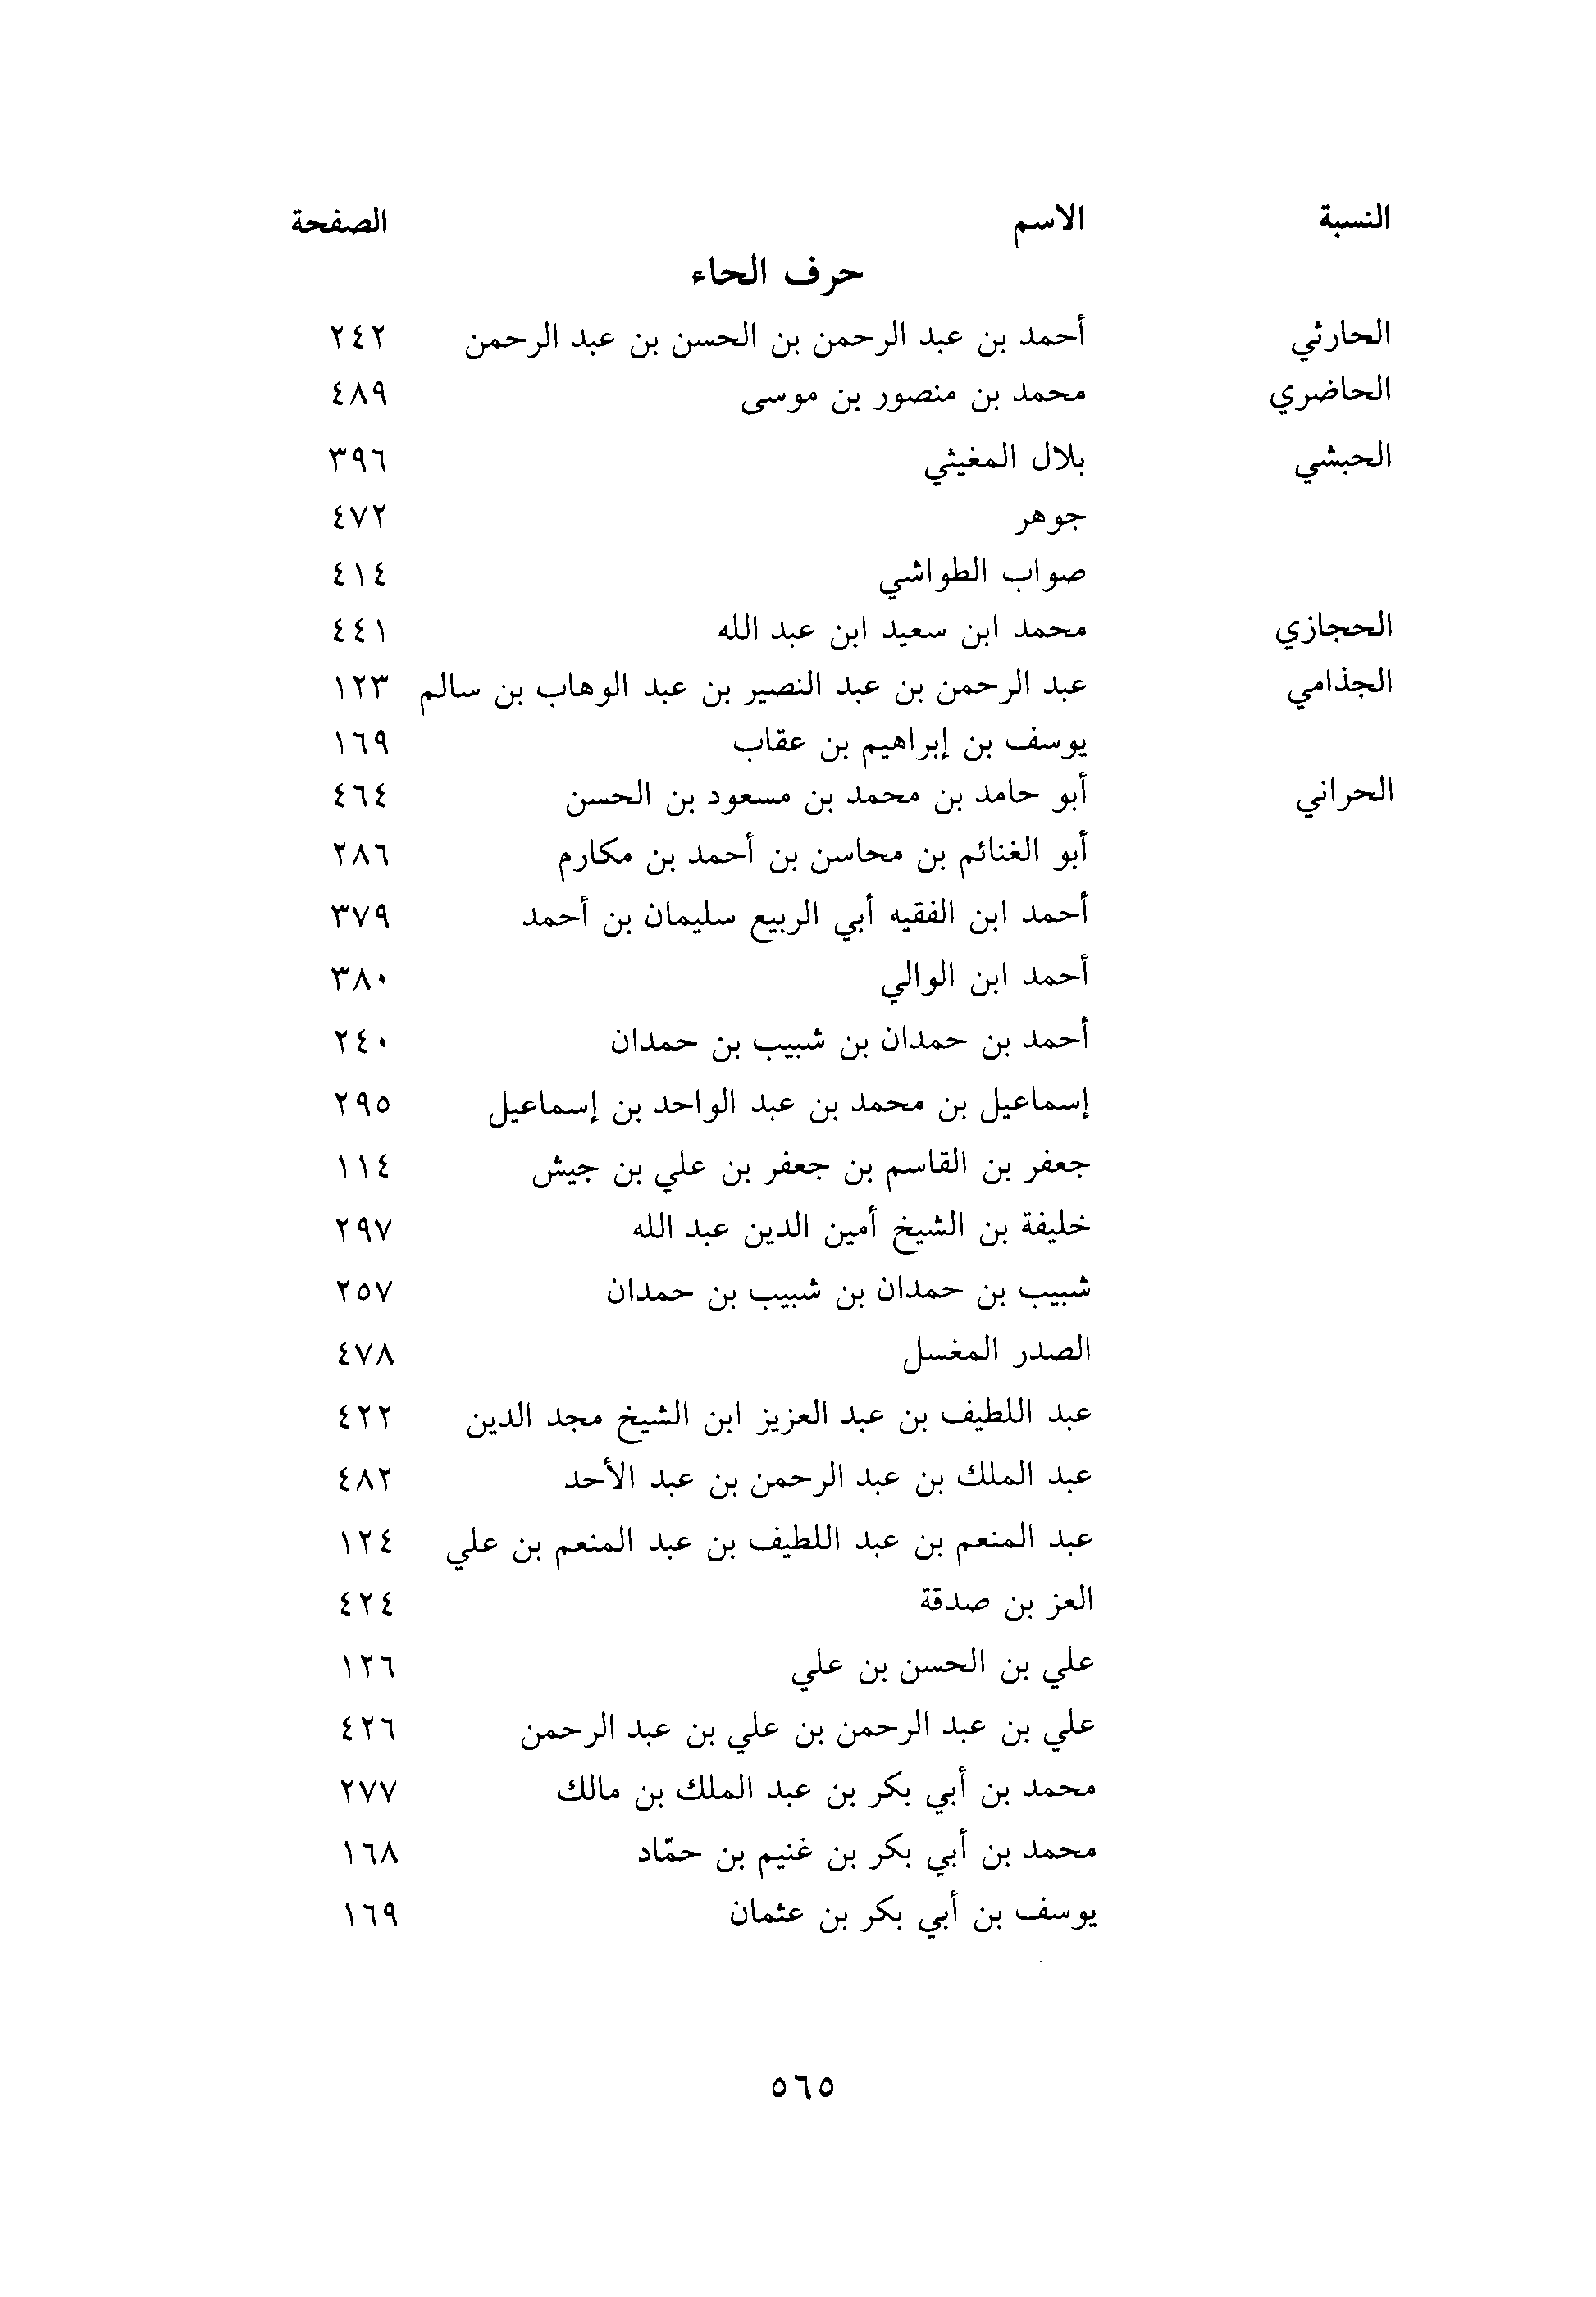 النسبة الاسم الصفحة
حرف الحاء
الحارثي أحمد بن عبد الرحمن بن الحسن بن عبد الرحمن ٢٤٢
الحاضري محمد بن منصور بن موسى ٤٨٩
الحبشي بلال المغيثي ٣٩٦
جوهر ٤٧٢
صواب الطواشي ٤١٤
الحجازي محمد ابن سعيد ابن عبد الله ٤٤١
الجذامي عبد الرحمن بن عبد النصير بن عبد الوهاب بن سالم ١٢٣
يوسف بن إبراهيم بن عقاب ١٦٩
الحراني أبو حامد بن محمد بن مسعود بن الحسن ٤٦٤
أبو الغنائم بن محاسن بن أحمد بن مكارم ٢٨٦
أحمد ابن الفقيه أبي الربيع سليمان بن أحمد ٣٧٩
أحمد ابن الوالي ٣٨٠
أحمد بن حمدان بن شبيب بن حمدان ٢٤٠
إسماعيل بن محمد بن عبد الواحد بن إسماعيل ٢٩٥
جعفر بن القاسم بن جعفر بن علي بن جيش ١١٤
خليفة بن الشيخ أمين الدين عبد الله ٢٩٧
شبيب بن حمدان بن شبيب بن حمدان ٢٥٧
الصدر المغسل ٤٧٨
عبد اللطيف بن عبد العزيز ابن الشيخ مجد الدين ٤٢٢
عبد الملك بن عبد الرحمن بن عبد الأحد ٤٨٢
عبد المنعم بن عبد اللطيف بن عبد المنعم بن علي ١٢٤
العز بن صدقة ٤٢٤
علي بن الحسن بن علي ١٢٦
علي بن عبد الرحمن بن علي بن عبد الرحمن ٤٢٦
محمد بن أبي بكر بن عبد الملك بن مالك ٢٧٧
محمد بن أبي بكر بن غنيم بن حمّاد ١٦٨
يوسف بن أبي بكر بن عثمان ١٦٩
٥٦٥